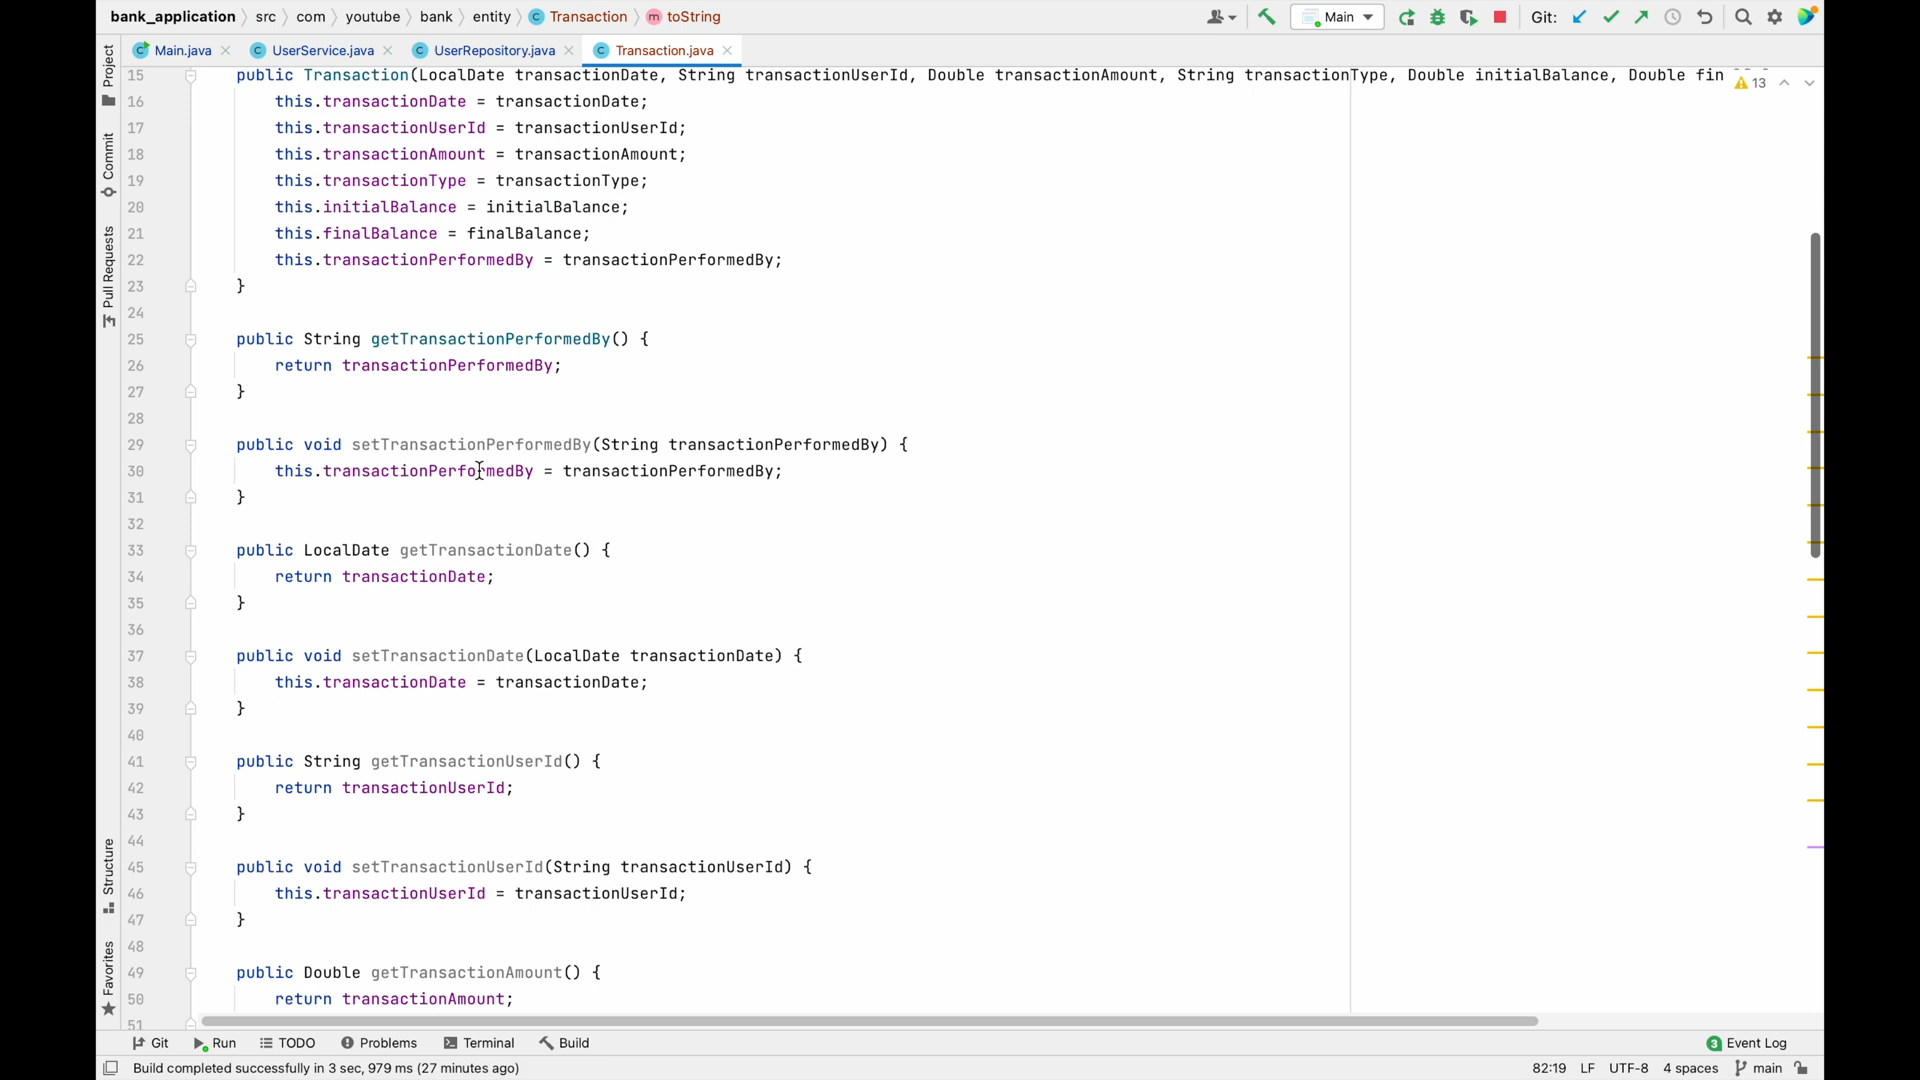 bank_application src com youtube bank entity Transaction toString Main Git:
Main.java UserService.java UserRepository.java Transaction.java
Project
Commit
Pull Requests
Structure
Favorites
15 public Transaction(LocalDate transactionDate, String transactionUserId, Double transactionAmount, String transactionType, Double initialBalance, Double fin
13
16 this.transactionDate = transactionDate;
17 this.transactionUserId = transactionUserId;
18 this.transactionAmount = transactionAmount;
19 this.transactionType = transactionType;
20 this.initialBalance = initialBalance;
21 this.finalBalance = finalBalance;
22 this.transactionPerformedBy = transactionPerformedBy;
23 }
24
25 public String getTransactionPerformedBy() {
26 return transactionPerformedBy;
27 }
28
29 public void setTransactionPerformedBy(String transactionPerformedBy) {
30 this.transactionPerformedBy = transactionPerformedBy;
31 }
32
33 public LocalDate getTransactionDate() {
34 return transactionDate;
35 }
36
37 public void setTransactionDate(LocalDate transactionDate) {
38 this.transactionDate = transactionDate;
39 }
40
41 public String getTransactionUserId() {
42 return transactionUserId;
43 }
44
45 public void setTransactionUserId(String transactionUserId) {
46 this.transactionUserId = transactionUserId;
47 }
48
49 public Double getTransactionAmount() {
50 return transactionAmount;
51
Git Run TODO Problems Terminal Build 3 Event Log
Build completed successfully in 3 sec, 979 ms (27 minutes ago) 82:19 LF UTF-8 4 spaces main